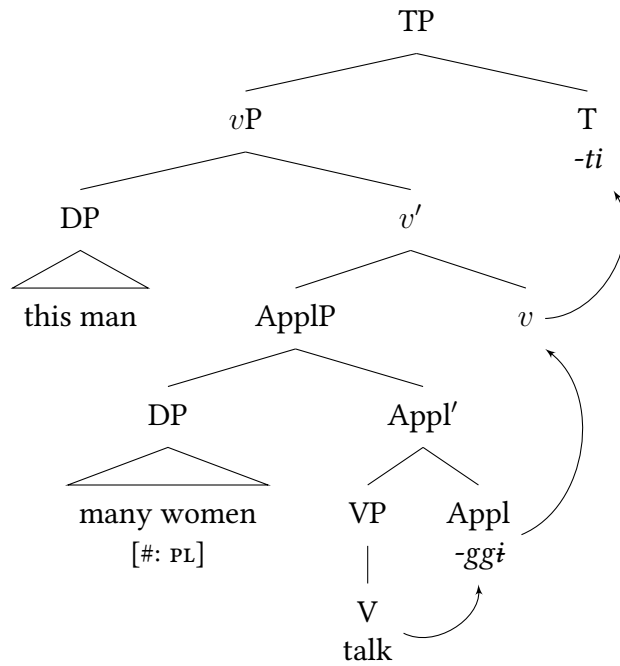 TP
vP T
-ti
DP v′
this man ApplP v
DP Appl′
many women VP Appl
[#: PL] -ggɨ
V
talk